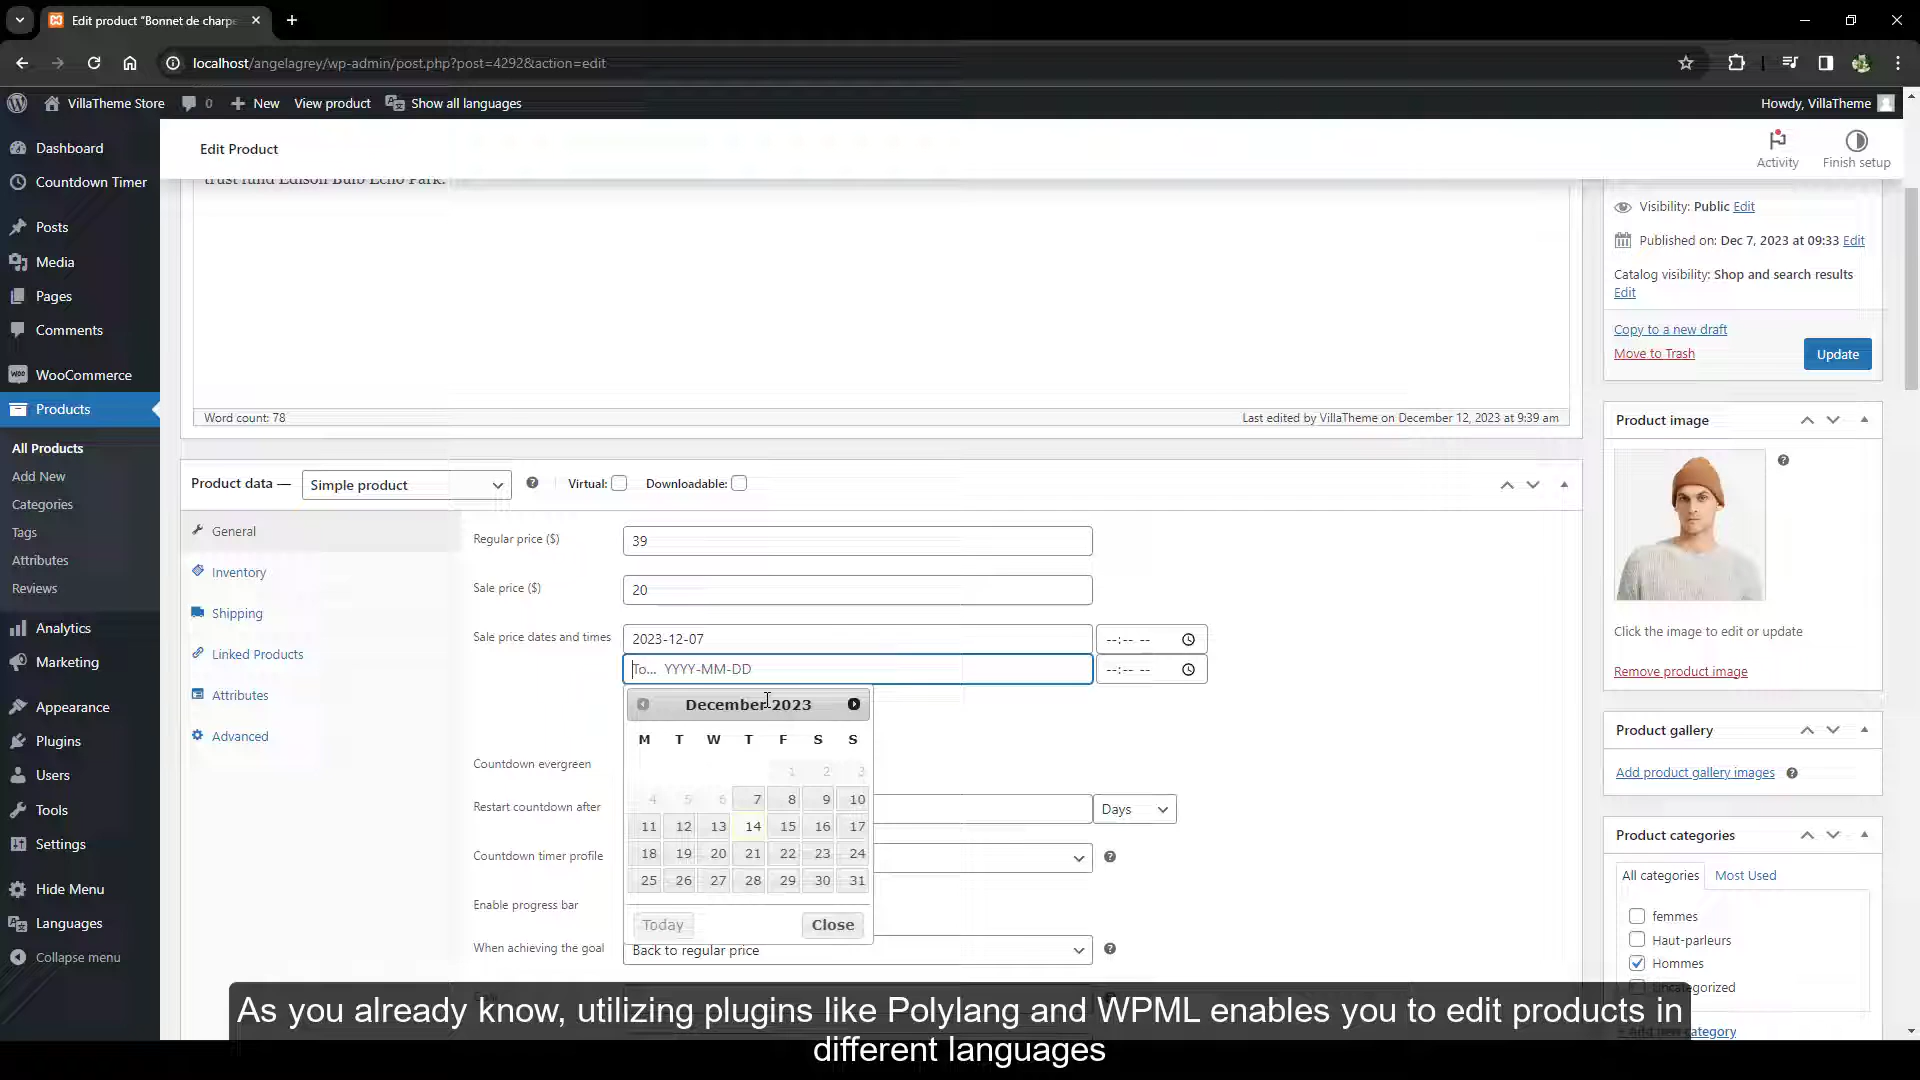 Edit product “Bonnet de charpe
localhost/angelagrey/wp-admin/post.php?post=4292&action=edit
VillaTheme Store
0
New
View product
Show all languages
Howdy, VillaTheme
Dashboard
Countdown Timer
Posts
Media
Pages
Comments
WooCommerce
Products
All Products
Add New
Categories
Tags
Attributes
Reviews
Analytics
Marketing
Appearance
Plugins
Users
Tools
Settings
Hide Menu
Languages
Collapse menu
Edit Product
Activity
Finish setup
trust fund Edison Bulb Echo Park.
Word count: 78
Last edited by VillaTheme on December 12, 2023 at 9:39 am
Product data —
Simple product
Virtual:
Downloadable:
General
Inventory
Shipping
Linked Products
Attributes
Advanced
Regular price ($)
39
Sale price ($)
20
Sale price dates and times
2023-12-07
--:-- --
To… YYYY-MM-DD
--:-- --
December 2023
M T W T F S S
1 2 3
4 5 6 7 8 9 10
11 12 13 14 15 16 17
18 19 20 21 22 23 24
25 26 27 28 29 30 31
Today
Close
Countdown evergreen
Restart countdown after
Days
Countdown timer profile
Enable progress bar
When achieving the goal
Back to regular price
Visibility: Public Edit
Published on: Dec 7, 2023 at 09:33 Edit
Catalog visibility: Shop and search results
Edit
Copy to a new draft
Move to Trash
Update
Product image
Click the image to edit or update
Remove product image
Product gallery
Add product gallery images
Product categories
All categories
Most Used
femmes
Haut-parleurs
Hommes
Uncategorized
+ Add new category
As you already know, utilizing plugins like Polylang and WPML enables you to edit products in
different languages